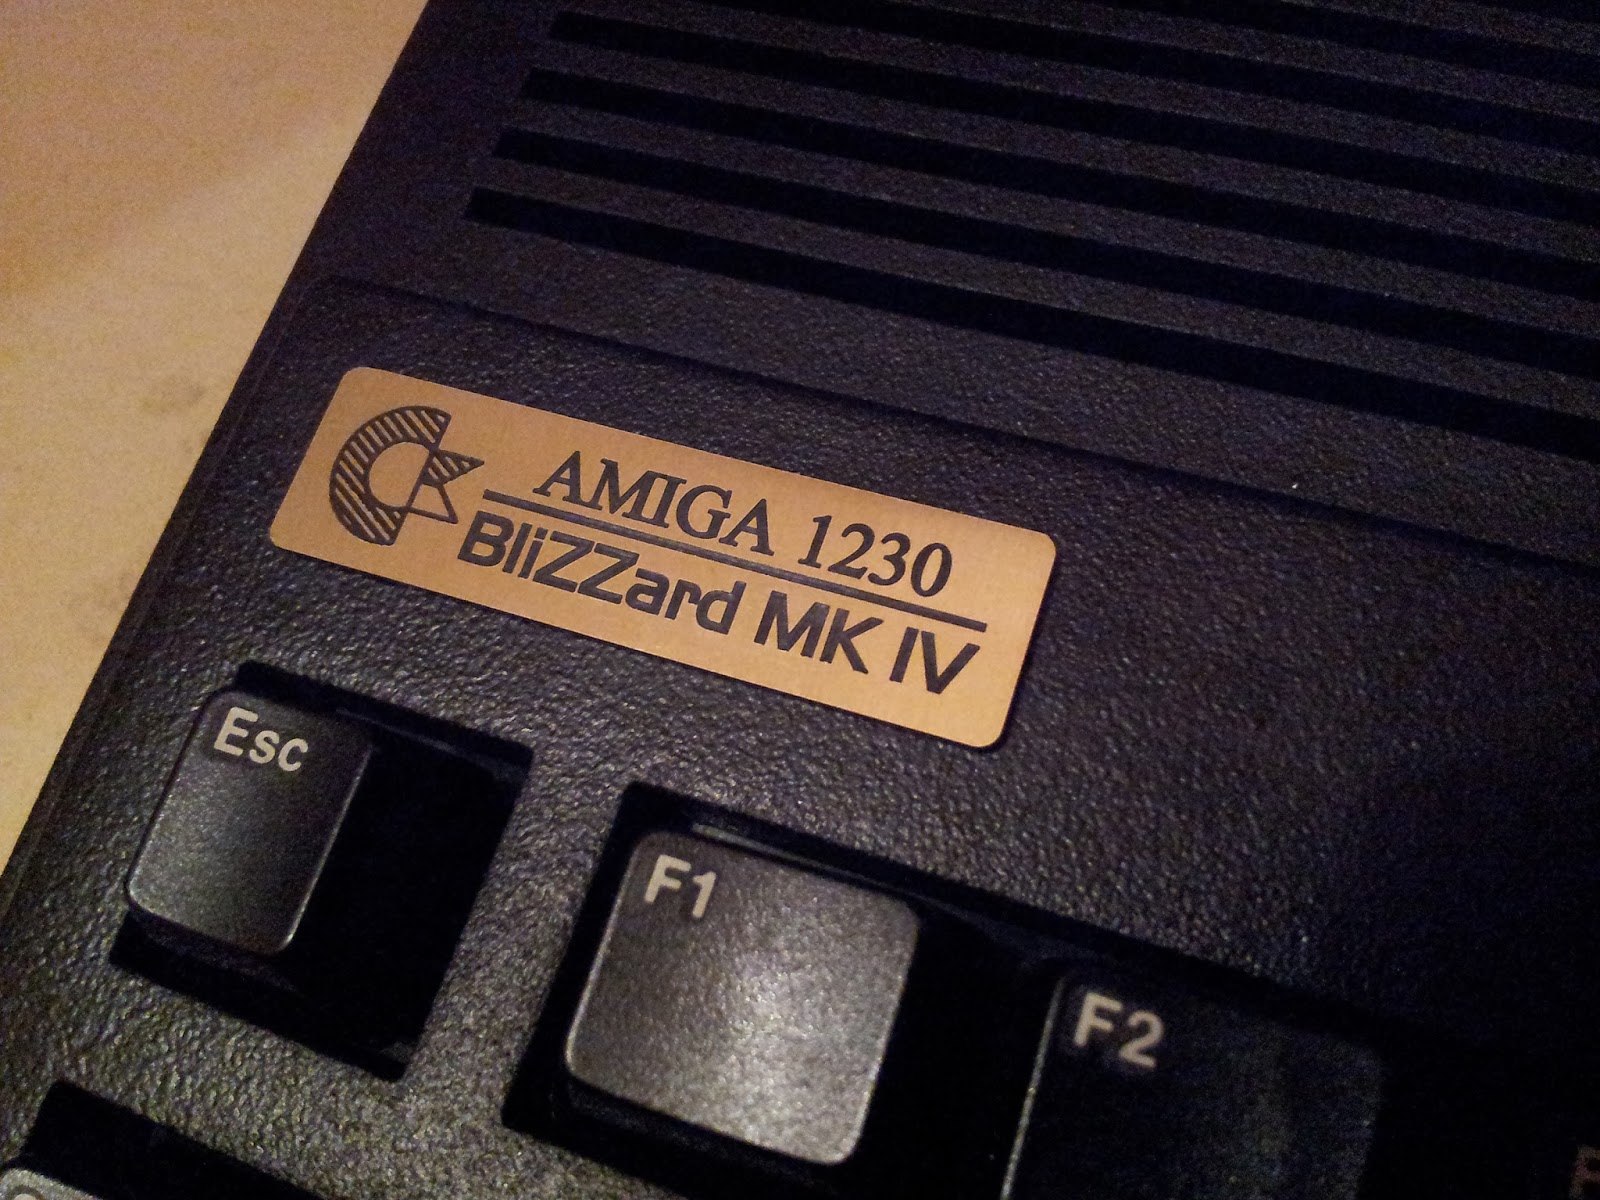 AMIGA 1230
BliZZard MK IV
Esc
F1
F2